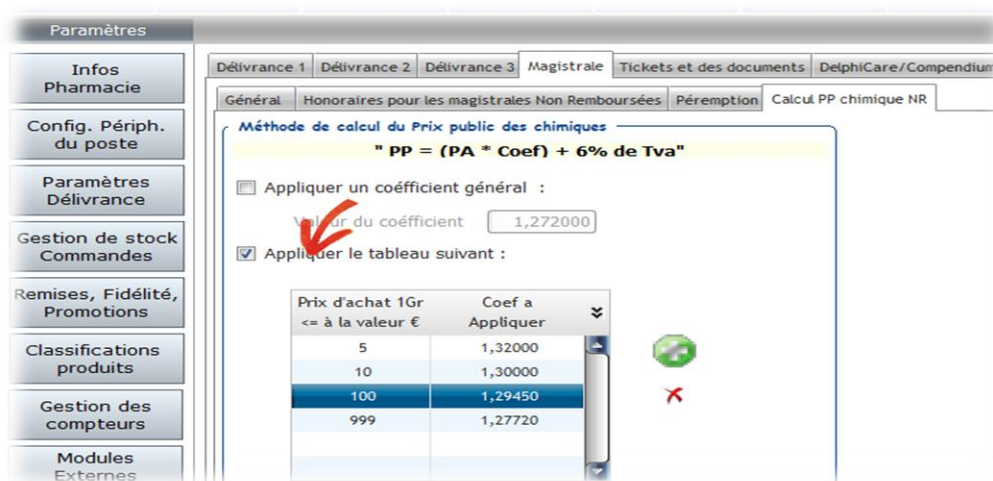 Paramètres
Infos
Pharmacie
Config. Périph.
du poste
Paramètres
Délivrance
Gestion de stock
Commandes
Remises, Fidélité,
Promotions
Classifications
produits
Gestion des
compteurs
Modules
Externes
Délivrance 1 Délivrance 2 Délivrance 3 Magistrale Tickets et des documents DelphiCare/Compendium
Général Honoraires pour les magistrales Non Remboursées Péremption Calcul PP chimique NR
Méthode de calcul du Prix public des chimiques
" PP = (PA * Coef) + 6% de Tva"
Appliquer un coéfficient général :
Valeur du coéfficient 1,272000
Appliquer le tableau suivant :
Prix d'achat 1Gr Coef a
<= à la valeur € Appliquer
5 1,32000
10 1,30000
100 1,29450
999 1,27720